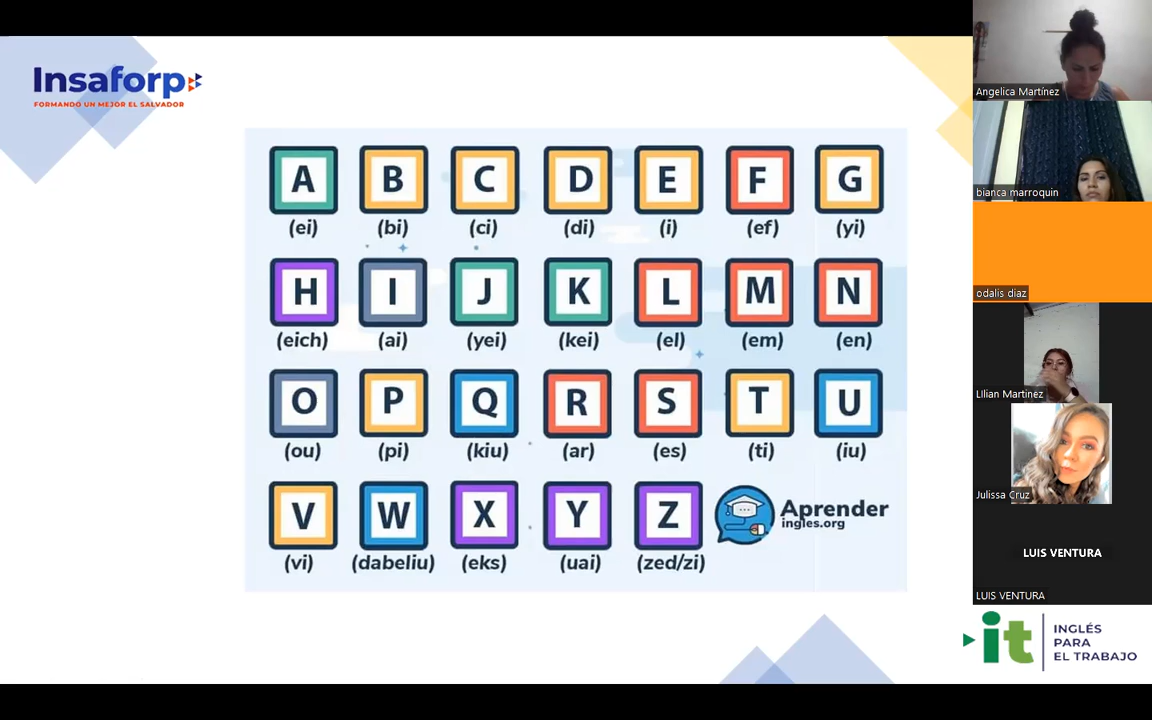 Insaforp
FORMANDO UN MEJOR EL SALVADOR
A B C D E F G
(ei) (bi) (ci) (di) (i) (ef) (yi)
H I J K L M N
(eich) (ai) (yei) (kei) (el) (em) (en)
O P Q R S T U
(ou) (pi) (kiu) (ar) (es) (ti) (iu)
V W X Y Z
(vi) (dabeliu) (eks) (uai) (zed/zi)
Aprender
ingles.org
Angelica Martínez
bianca marroquin
odalis diaz
LIlian Martinez
Julissa Cruz
LUIS VENTURA
LUIS VENTURA
it
INGLÉS
PARA
EL TRABAJO